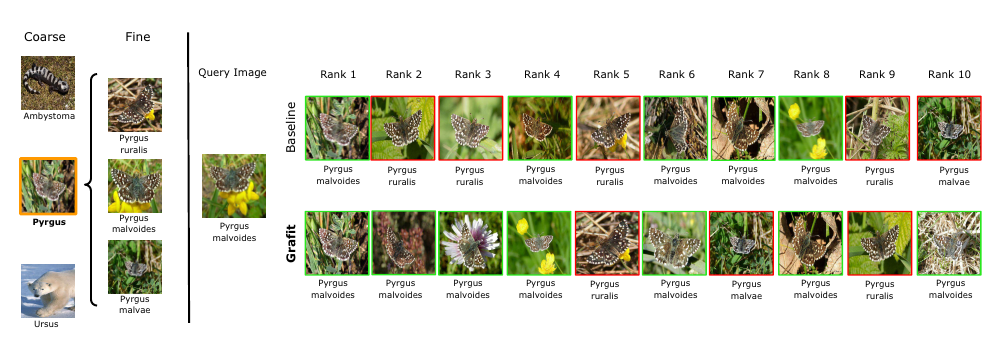 Coarse
Fine
Ambystoma
Pyrgus
ruralis
Pyrgus
Pyrgus
malvoides
Ursus
Pyrgus
malvae
Query Image
Pyrgus
malvoides
Rank 1 Rank 2 Rank 3 Rank 4 Rank 5 Rank 6 Rank 7 Rank 8 Rank 9 Rank 10
Baseline
Pyrgus Pyrgus Pyrgus Pyrgus Pyrgus Pyrgus Pyrgus Pyrgus Pyrgus Pyrgus
malvoides ruralis ruralis malvoides ruralis malvoides malvoides malvoides ruralis malvae
Grafit
Pyrgus Pyrgus Pyrgus Pyrgus Pyrgus Pyrgus Pyrgus Pyrgus Pyrgus Pyrgus
malvoides malvoides malvoides malvoides ruralis malvoides malvae malvoides ruralis malvoides